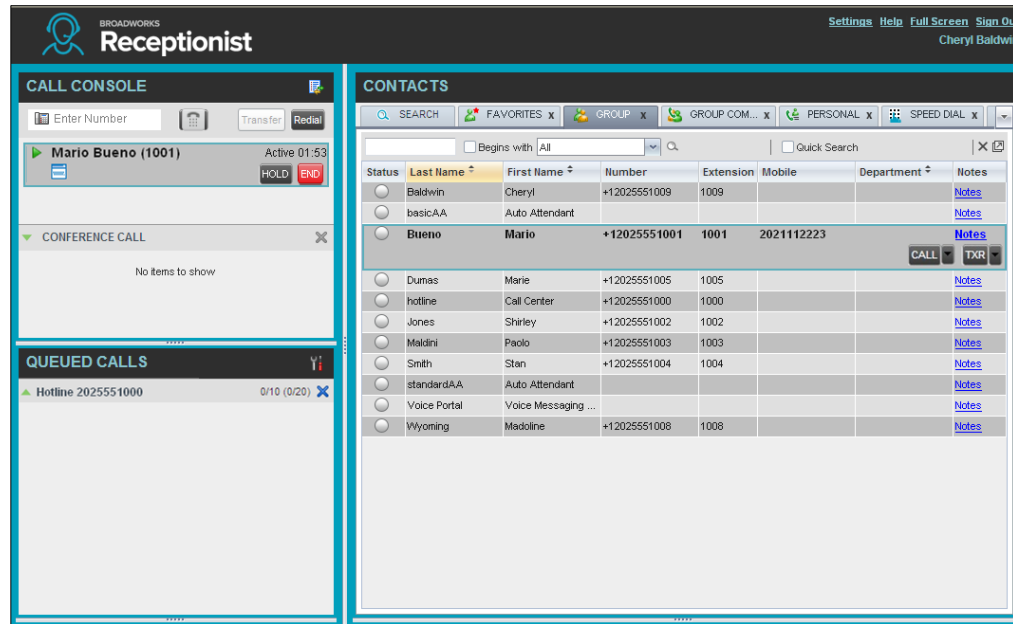 BROADWORKS
Receptionist
Settings Help Full Screen Sign Ou
Cheryl Baldwin
CALL CONSOLE
Enter Number Transfer Redial
Mario Bueno (1001) Active 01:53
HOLD END
CONFERENCE CALL
No items to show
QUEUED CALLS
Hotline 2025551000 0/10 (0/20)
CONTACTS
SEARCH FAVORITES x GROUP x GROUP COM... x PERSONAL x SPEED DIAL x
Begins with All Quick Search
Status Last Name First Name Number Extension Mobile Department Notes
Baldwin Cheryl +12025551009 1009 Notes
basicAA Auto Attendant Notes
Bueno Mario +12025551001 1001 2021112223 Notes
CALL TXR
Dumas Marie +12025551005 1005 Notes
hotline Call Center +12025551000 1000 Notes
Jones Shirley +12025551002 1002 Notes
Maldini Paolo +12025551003 1003 Notes
Smith Stan +12025551004 1004 Notes
standardAA Auto Attendant Notes
Voice Portal Voice Messaging ... Notes
Wyoming Madoline +12025551008 1008 Notes